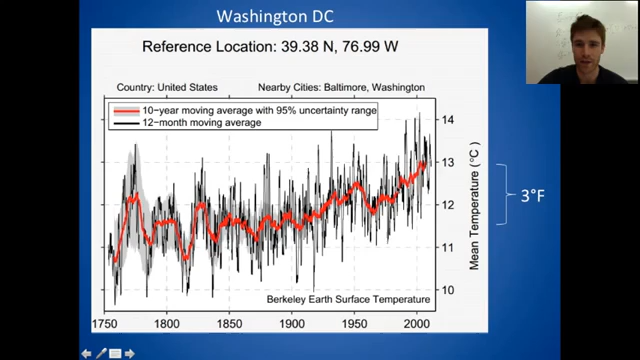 Washington DC
Reference Location: 39.38 N, 76.99 W
Country: United States
Nearby Cities: Baltimore, Washington
10−year moving average with 95% uncertainty range
12−month moving average
14
13
12
11
10
Mean Temperature (°C)
3°F
Berkeley Earth Surface Temperature
1750 1800 1850 1900 1950 2000